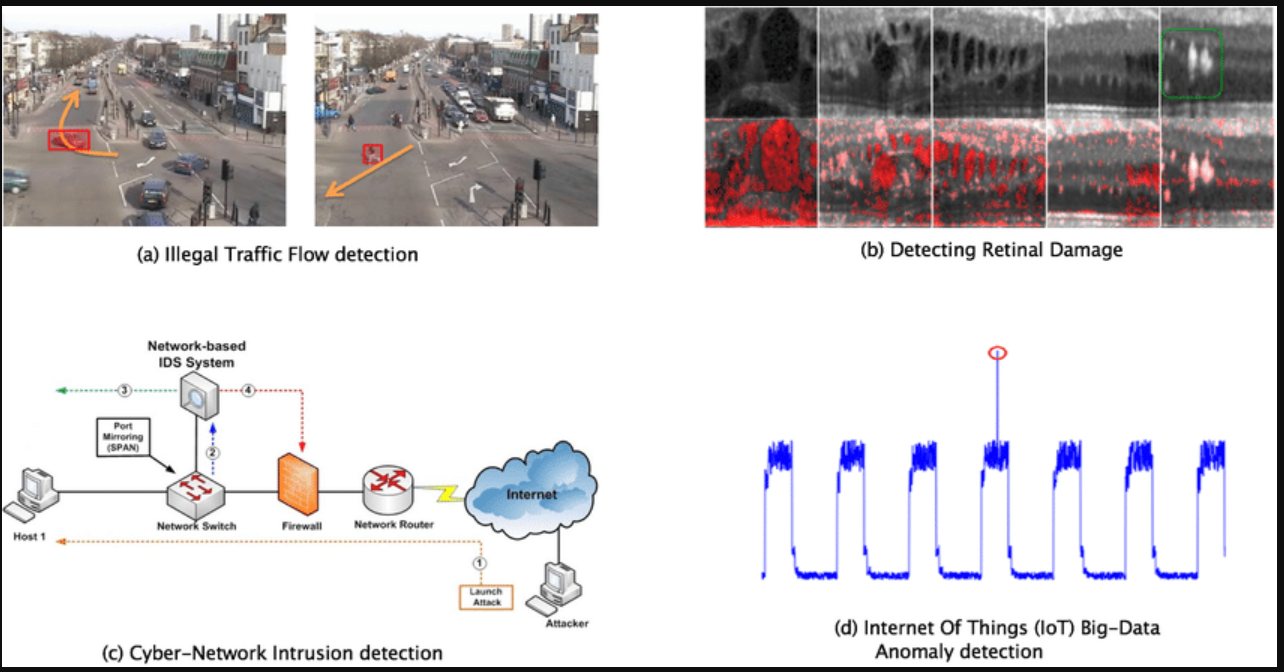 (a) Illegal Traffic Flow detection
(b) Detecting Retinal Damage
Network-based
IDS System
3
4
Port
Mirroring
(SPAN)
2
Internet
Host 1
Network Switch
Firewall
Network Router
1
Launch
Attack
Attacker
(c) Cyber-Network Intrusion detection
(d) Internet Of Things (IoT) Big-Data
Anomaly detection